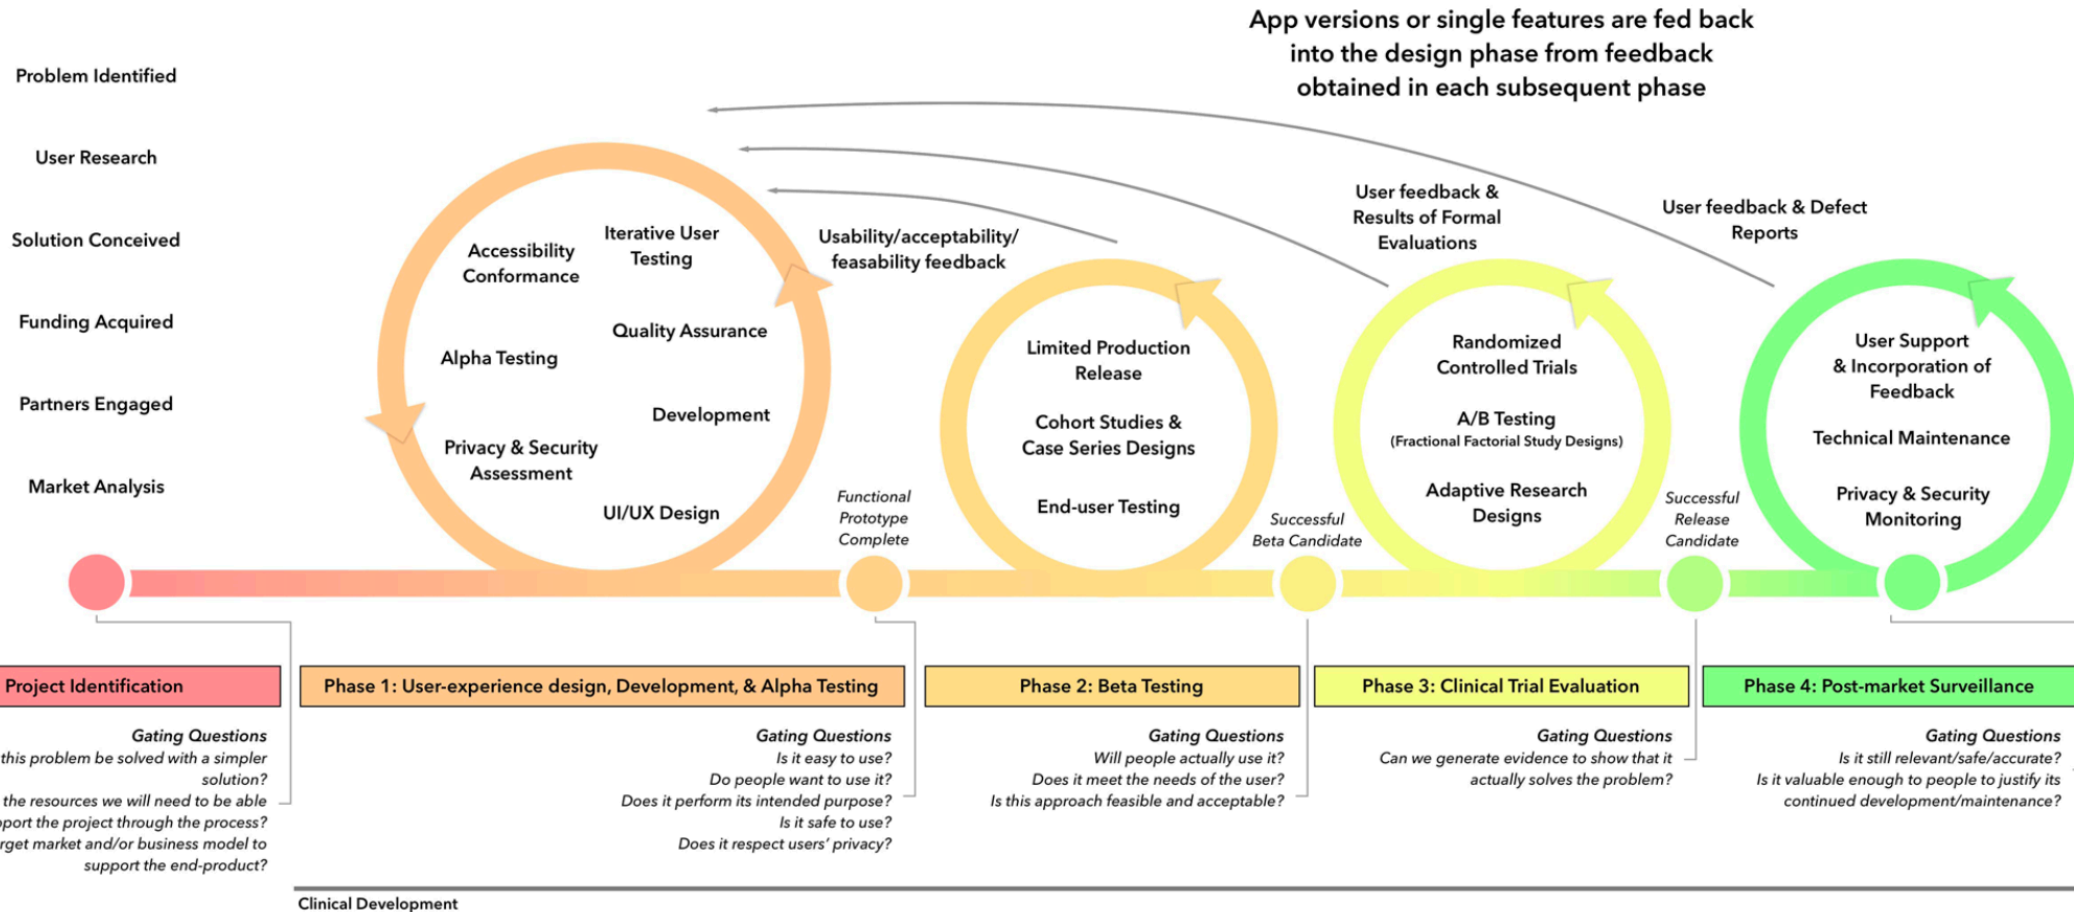 App versions or single features are fed back
into the design phase from feedback
obtained in each subsequent phase
Problem Identified
User Research
Solution Conceived
Funding Acquired
Partners Engaged
Market Analysis
Accessibility
Conformance
Iterative User
Testing
Quality Assurance
Alpha Testing
Development
Privacy & Security
Assessment
UI/UX Design
Usability/acceptability/
feasability feedback
Functional
Prototype
Complete
Limited Production
Release
Cohort Studies &
Case Series Designs
End-user Testing
Successful
Beta Candidate
User feedback &
Results of Formal
Evaluations
Randomized
Controlled Trials
A/B Testing
(Fractional Factorial Study Designs)
Adaptive Research
Designs
Successful
Release
Candidate
User feedback & Defect
Reports
User Support
& Incorporation of
Feedback
Technical Maintenance
Privacy & Security
Monitoring
Project Identification
Gating Questions
this problem be solved with a simpler
solution?
the resources we will need to be able
port the project through the process?
rget market and/or business model to
support the end-product?
Phase 1: User-experience design, Development, & Alpha Testing
Gating Questions
Is it easy to use?
Do people want to use it?
Does it perform its intended purpose?
Is it safe to use?
Does it respect users' privacy?
Phase 2: Beta Testing
Gating Questions
Will people actually use it?
Does it meet the needs of the user?
Is this approach feasible and acceptable?
Phase 3: Clinical Trial Evaluation
Gating Questions
Can we generate evidence to show that it
actually solves the problem?
Phase 4: Post-market Surveillance
Gating Questions
Is it still relevant/safe/accurate?
Is it valuable enough to people to justify its
continued development/maintenance?
Clinical Development